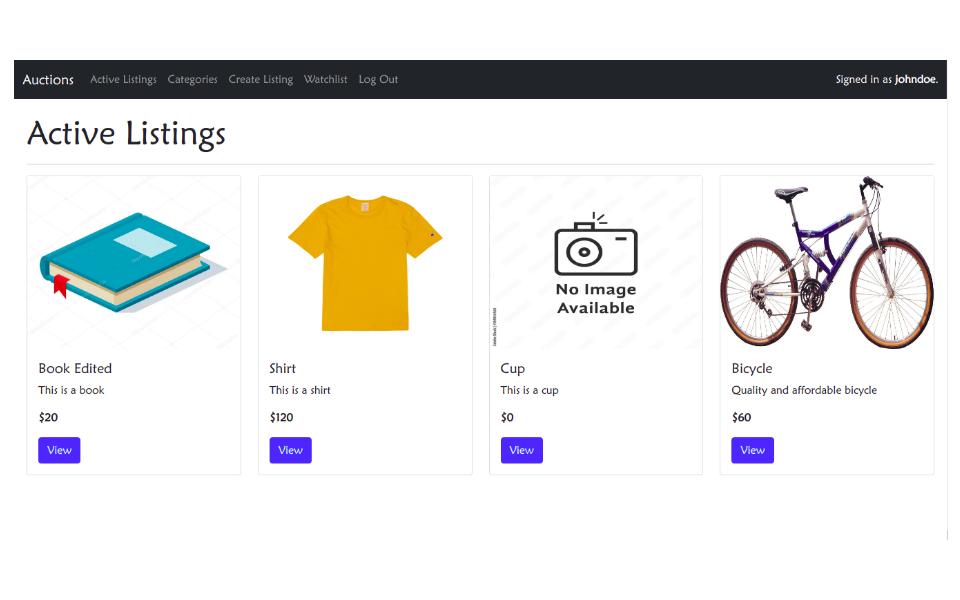 Auctions Active Listings Categories Create Listing Watchlist Log Out Signed in as johndoe.
Active Listings
No Image
Available
Book Edited
This is a book
$20
View
Shirt
This is a shirt
$120
View
Cup
This is a cup
$0
View
Bicycle
Quality and affordable bicycle
$60
View